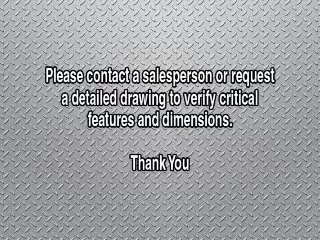 Please contact a salesperson or request
a detailed drawing to verify critical
features and dimensions.
Thank You